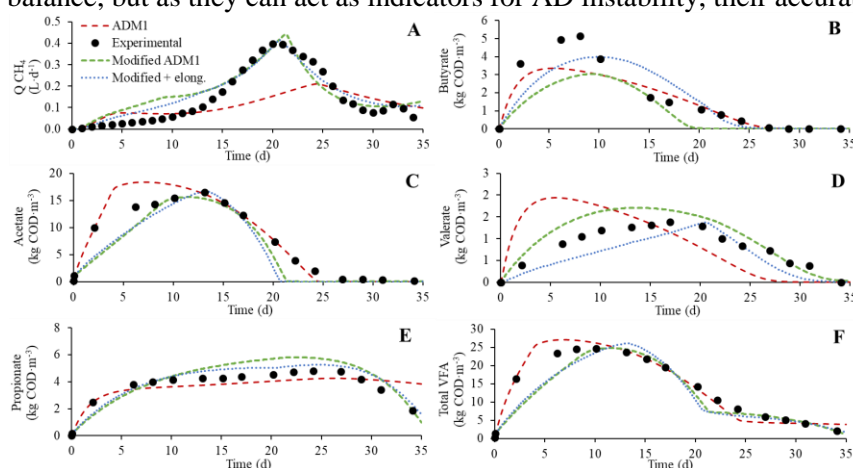 balance, but as they can act as indicators for AD instability, their accura
ADM1
Experimental
Modified ADM1
Modified + elong.
A
Q CH₄
(L·d⁻¹)
0.5
0.4
0.3
0.2
0.1
0.0
0 5 10 15 20 25 30 35
Time (d)
B
Butyrate
(kg COD·m⁻³)
6
5
4
3
2
1
0
0 5 10 15 20 25 30 35
Time (d)
C
Acetate
(kg COD·m⁻³)
20
15
10
5
0
0 5 10 15 20 25 30 35
Time (d)
D
Valerate
(kg COD·m⁻³)
3
2
2
1
1
0
0 5 10 15 20 25 30 35
Time (d)
E
Propionate
(kg COD·m⁻³)
8
6
4
2
0
0 5 10 15 20 25 30 35
Time (d)
F
Total VFA
(kg COD·m⁻³)
30
25
20
15
10
5
0
0 5 10 15 20 25 30 35
Time (d)